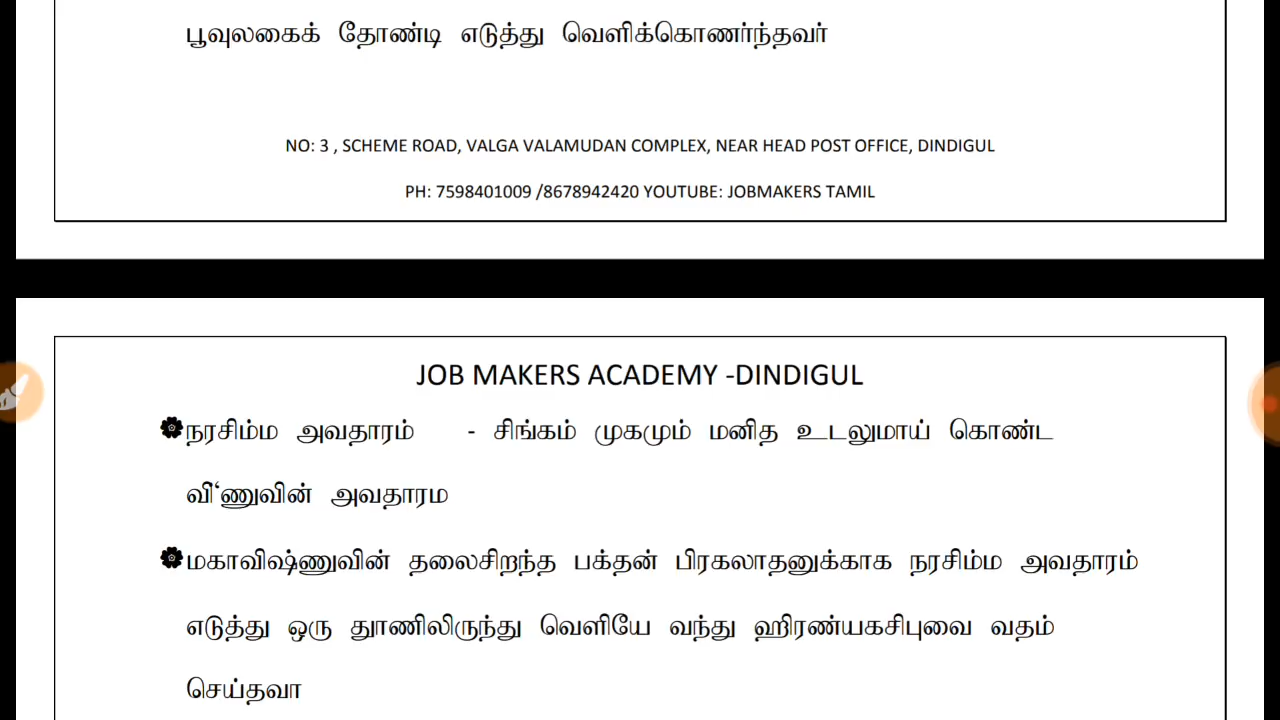 பூவுலகைக் தோண்டி எடுத்து வெளிக்கொணர்ந்தவர்
NO: 3 , SCHEME ROAD, VALGA VALAMUDAN COMPLEX, NEAR HEAD POST OFFICE, DINDIGUL
PH: 7598401009 /8678942420 YOUTUBE: JOBMAKERS TAMIL
JOB MAKERS ACADEMY -DINDIGUL
நரசிம்ம அவதாரம் - சிங்கம் முகமும் மனித உடலுமாய் கொண்ட
வி‘ணுவின் அவதாரம
மகாவிஷ்ணுவின் தலைசிறந்த பக்தன் பிரகலாதனுக்காக நரசிம்ம அவதாரம்
எடுத்து ஒரு துாணிலிருந்து வெளியே வந்து ஹிரண்யகசிபுவை வதம்
செய்தவா